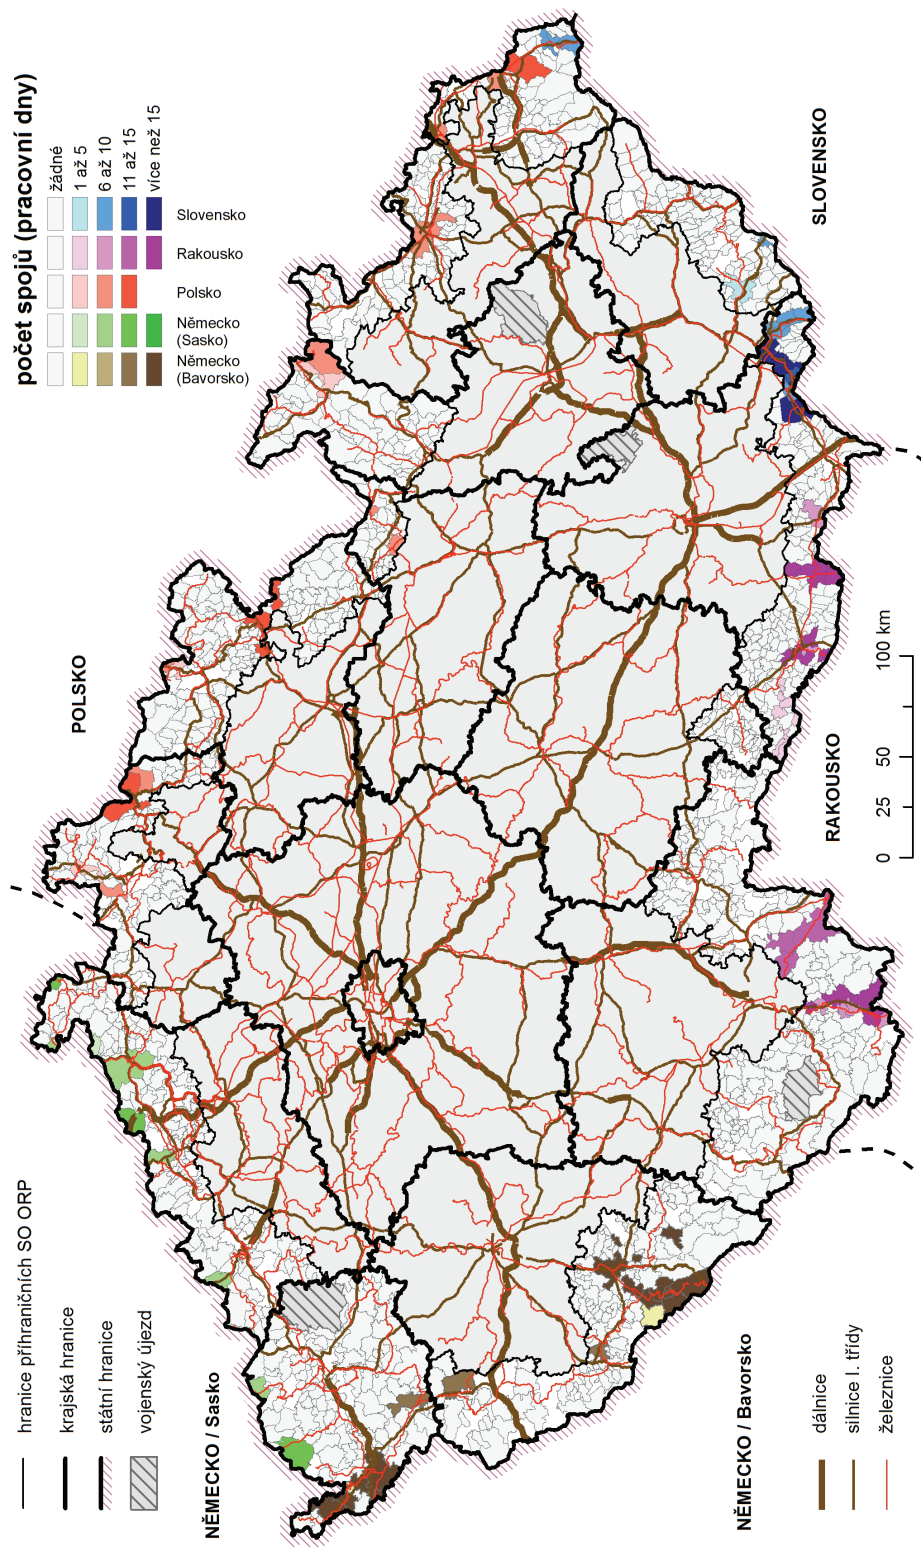 počet spojů (pracovní dny)
žádné
1 až 5
6 až 10
11 až 15
více než 15
Slovensko
Rakousko
Polsko
Německo
(Sasko)
Německo
(Bavorsko)
POLSKO
SLOVENSKO
RAKOUSKO
NĚMECKO / Sasko
NĚMECKO / Bavorsko
hranice příhraničních SO ORP
krajská hranice
státní hranice
vojenský újezd
dálnice
silnice I. třídy
železnice
0 25 50 100 km